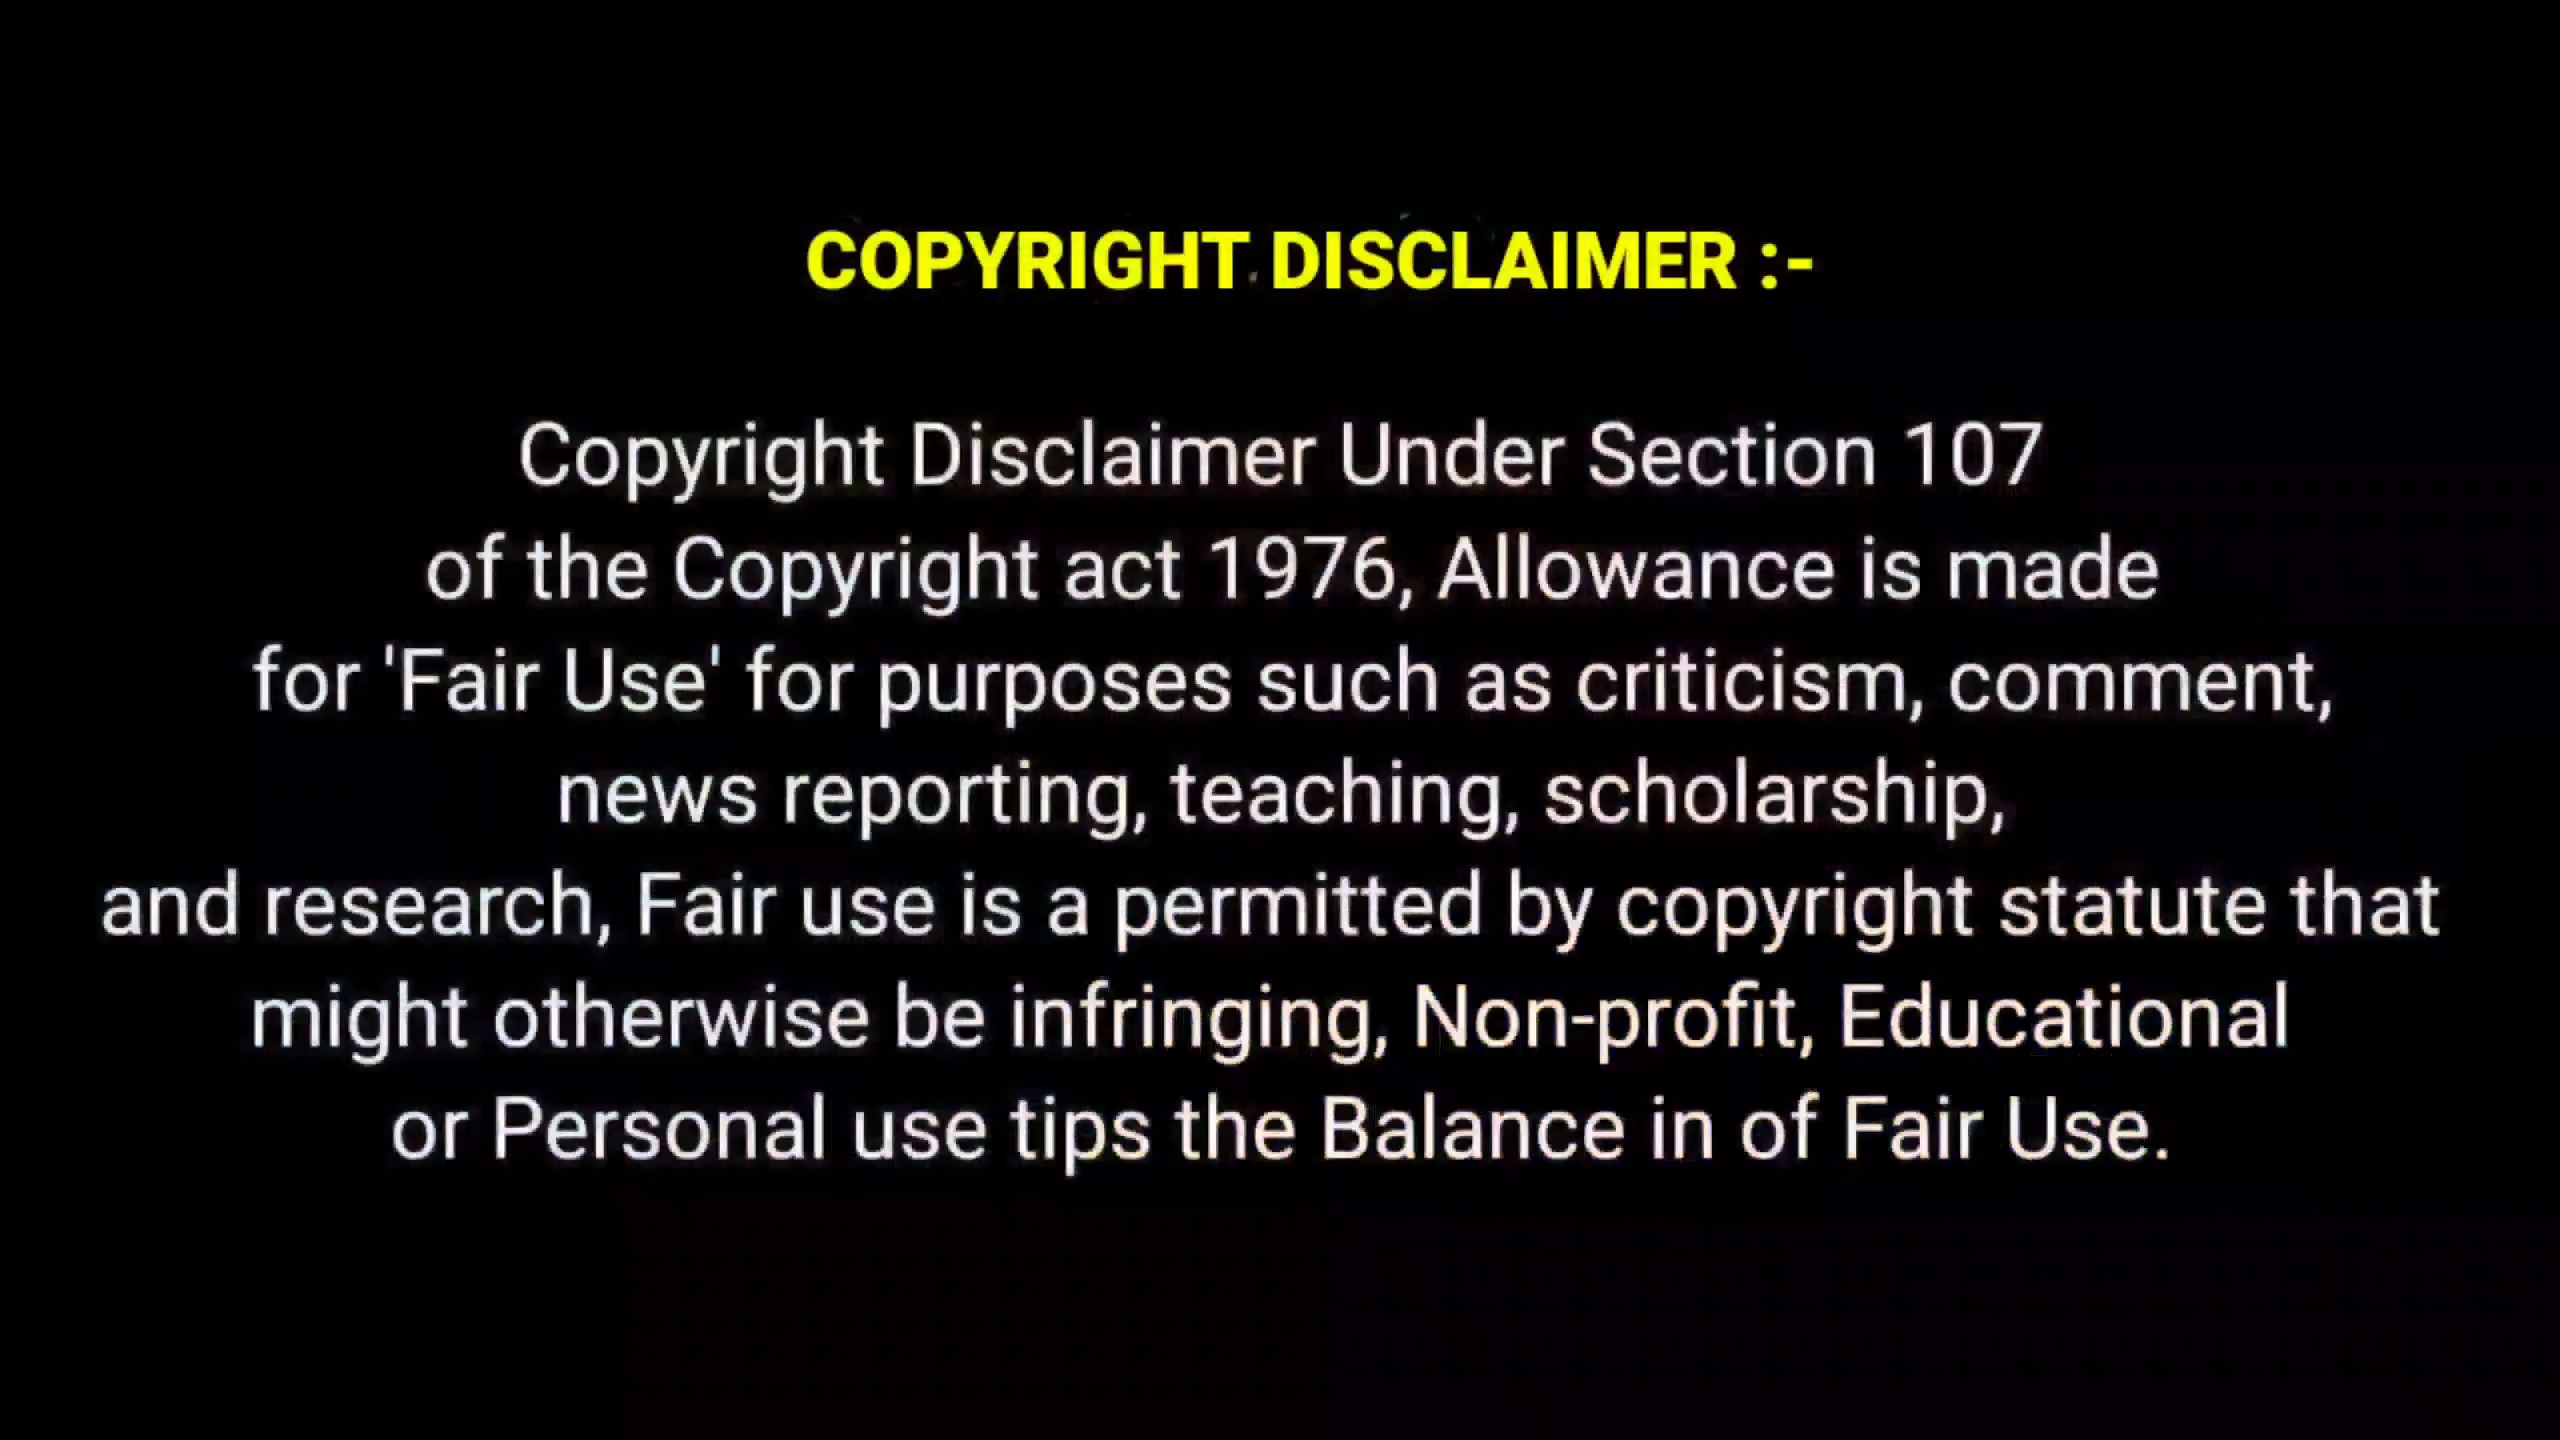 COPYRIGHT DISCLAIMER :-
Copyright Disclaimer Under Section 107
of the Copyright act 1976, Allowance is made
for 'Fair Use' for purposes such as criticism, comment,
news reporting, teaching, scholarship,
and research, Fair use is a permitted by copyright statute that
might otherwise be infringing, Non-profit, Educational
or Personal use tips the Balance in of Fair Use.